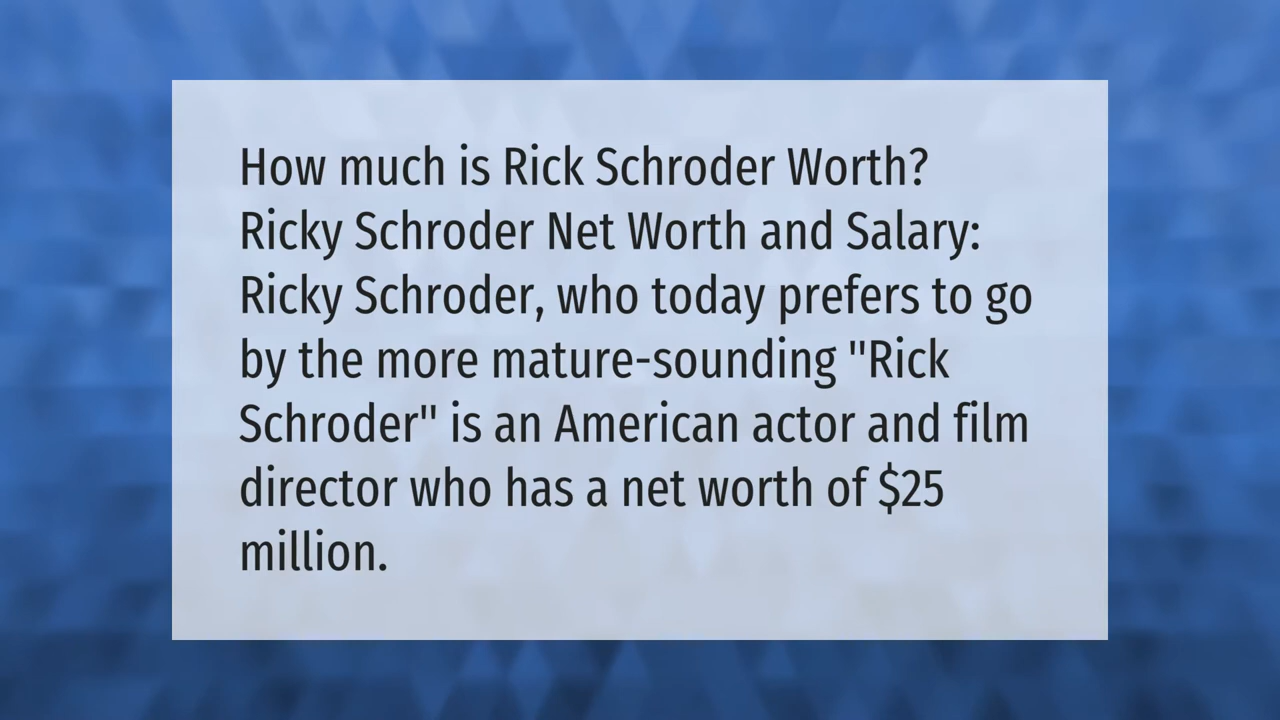 How much is Rick Schroder Worth?
Ricky Schroder Net Worth and Salary:
Ricky Schroder, who today prefers to go
by the more mature-sounding "Rick
Schroder" is an American actor and film
director who has a net worth of $25
million.